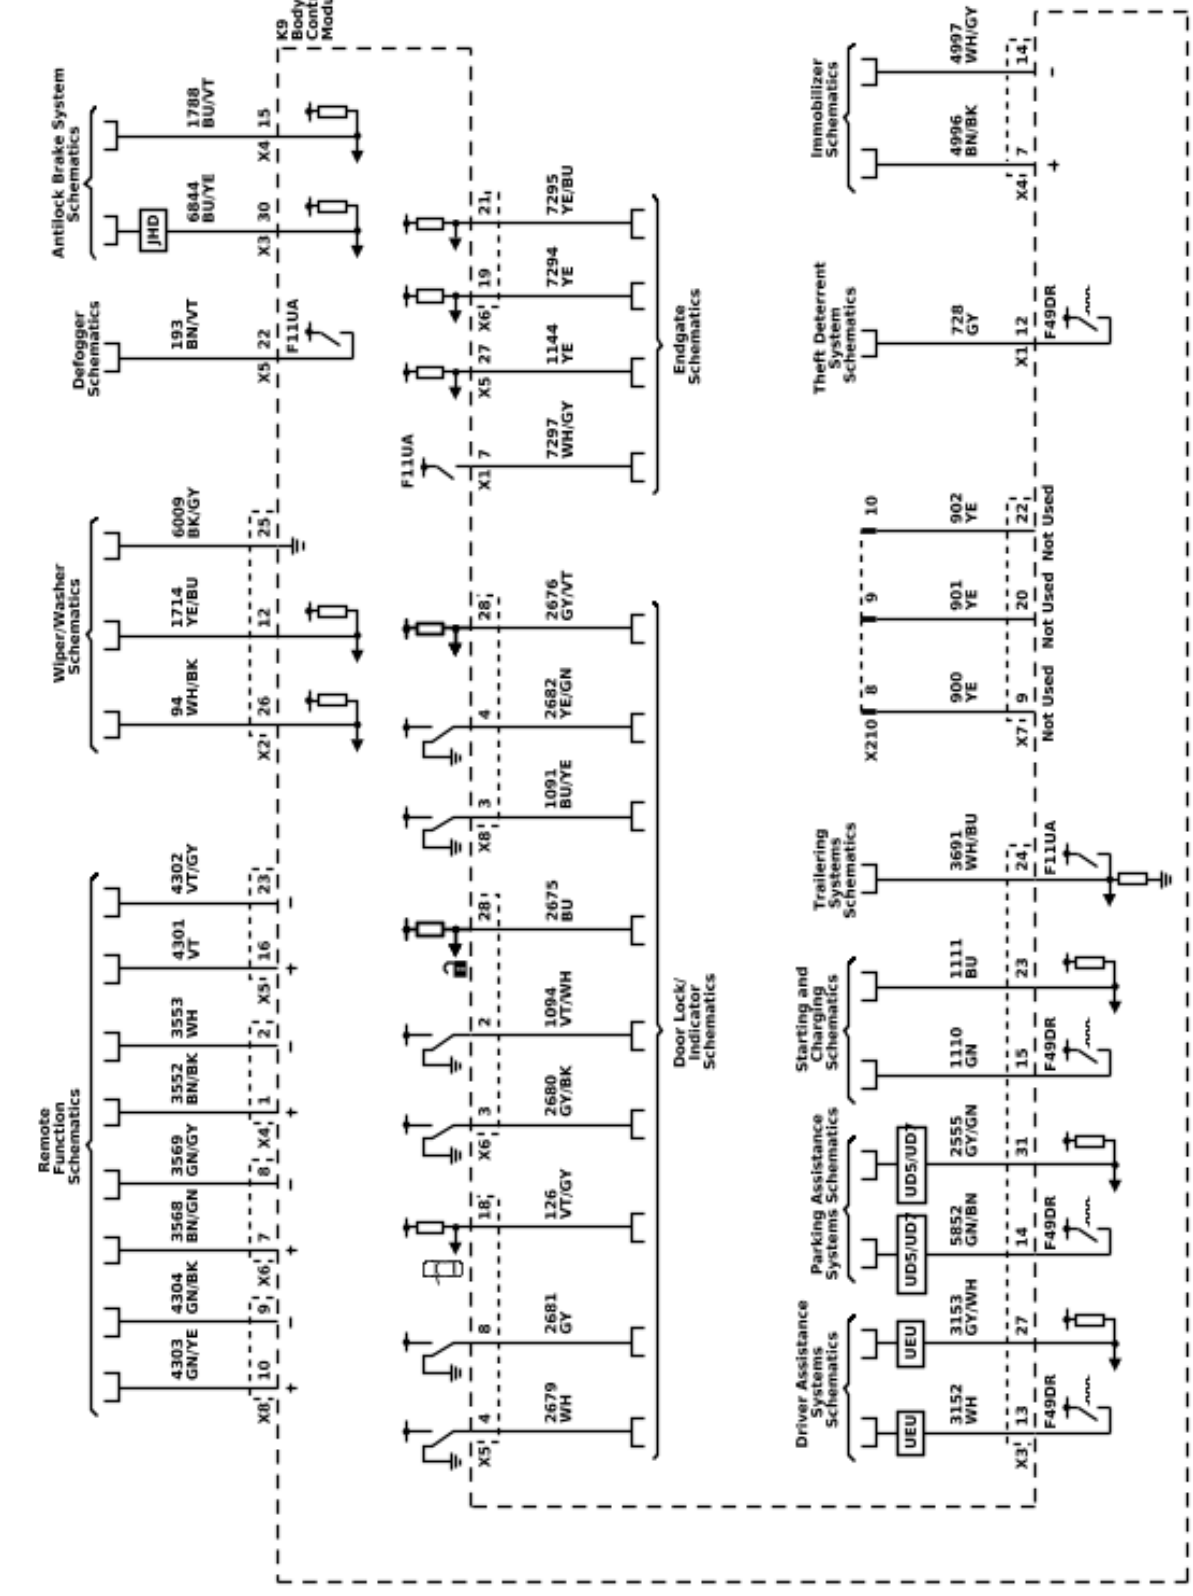 Remote
Function
Schematics
Wiper/Washer
Schematics
Defogger
Schematics
Antilock Brake System
Schematics
4303
GN/YE
4304
GN/BK
3568
BN/GN
3569
GN/GY
3552
BN/BK
3553
WH
4301
VT
4302
VT/GY
94
WH/BK
1714
YE/BU
6009
BK/GY
193
BN/VT
JHD
6844
BU/YE
1788
BU/VT
X8 10 9
X6 7 8
X4 1 2
X5 16 23
X2 26 12 25
X5 22
X3 30
X4 15
K9
Body
+ -
+ -
+ -
+ -
F11UA
F11UA
X5 4 8 18
X6 3 2 28
X8 3 4 28
X1 7
X5 27
X6 19 21
2679
WH
2681
GY
126
VT/GY
2680
GY/BK
1094
VT/WH
2675
BU
1091
BU/YE
2682
YE/GN
2676
GY/VT
7297
WH/GY
1144
YE
7294
YE
7295
YE/BU
Door Lock/
Indicator
Schematics
Endgate
Schematics
Driver Assistance
Systems
Schematics
Parking Assistance
Systems Schematics
Starting and
Charging
Schematics
Trailering
Systems
Schematics
Theft Deterrent
System
Schematics
Immobilizer
Schematics
X210 8 9 10
UEU
UEU
UD5/UD7
UD5/UD7
3152
WH
3153
GY/WH
5852
GN/BN
2555
GY/GN
1110
GN
1111
BU
3691
WH/BU
900
YE
901
YE
902
YE
728
GY
4996
BN/BK
4997
WH/GY
X3 13 27 14 31 15 23 24
X7 9 20 22
X1 12
X4 7 14
F49DR
F49DR
F49DR
F11UA
Not Used
Not Used
Not Used
F49DR
+ -